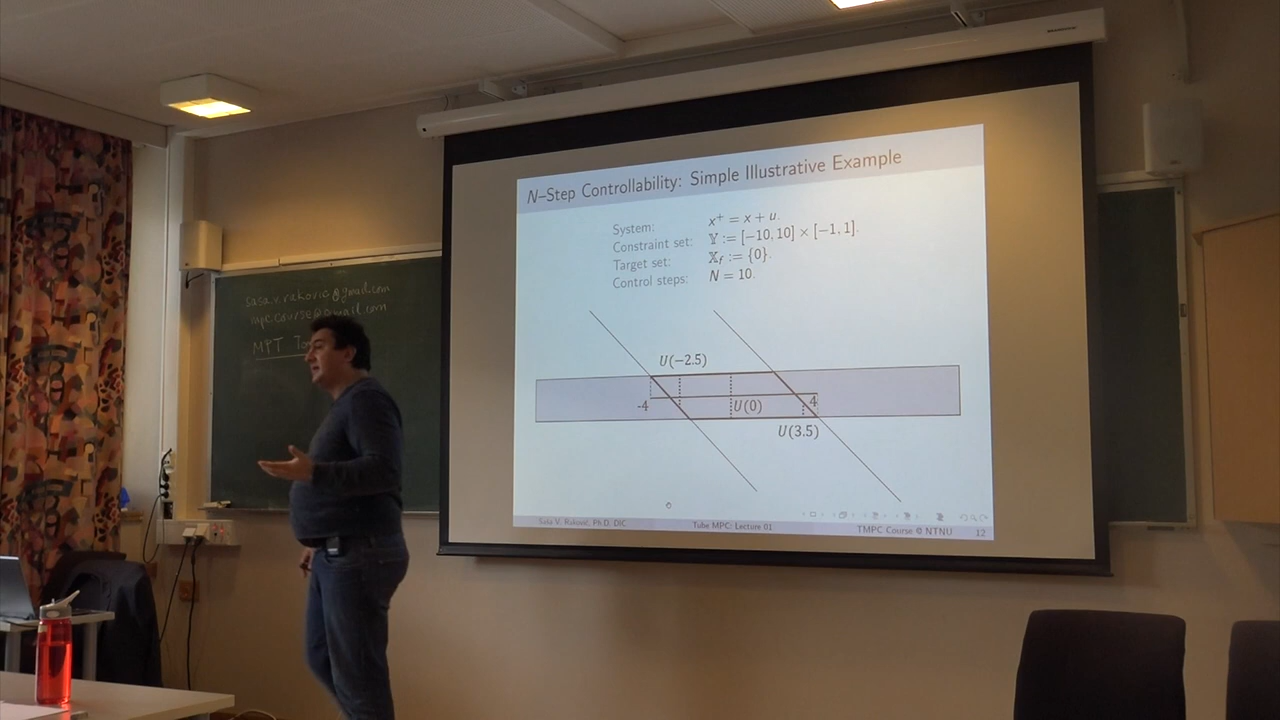 N–Step Controllability: Simple Illustrative Example
System: x⁺ = x + u.
Constraint set: 𝕐 := [−10, 10] × [−1, 1].
Target set: 𝕏f := {0}.
Control steps: N = 10.
U(−2.5)
-4
U(0)
4
U(3.5)
Saša V. Raković, Ph.D. DIC
Tube MPC: Lecture 01
TMPC Course @ NTNU
12
sasa.v.rakovic@gmail.com
mpc.course@gmail.com
MPT